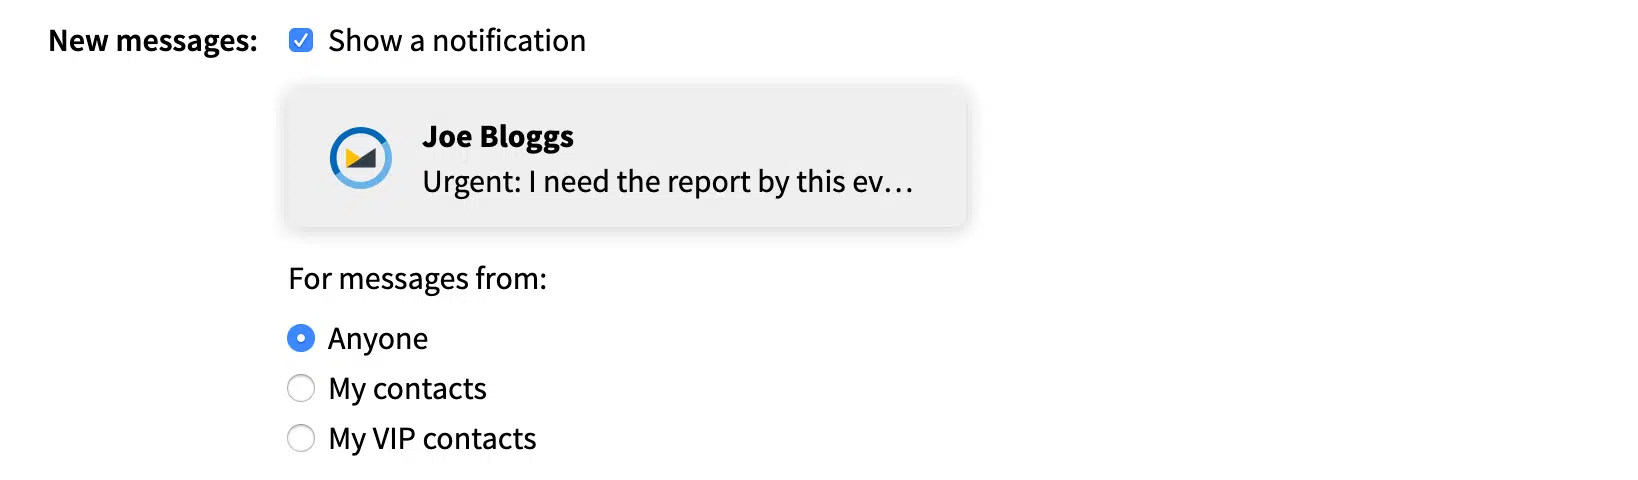 New messages: Show a notification
Joe Bloggs
Urgent: I need the report by this ev…
For messages from:
Anyone
My contacts
My VIP contacts